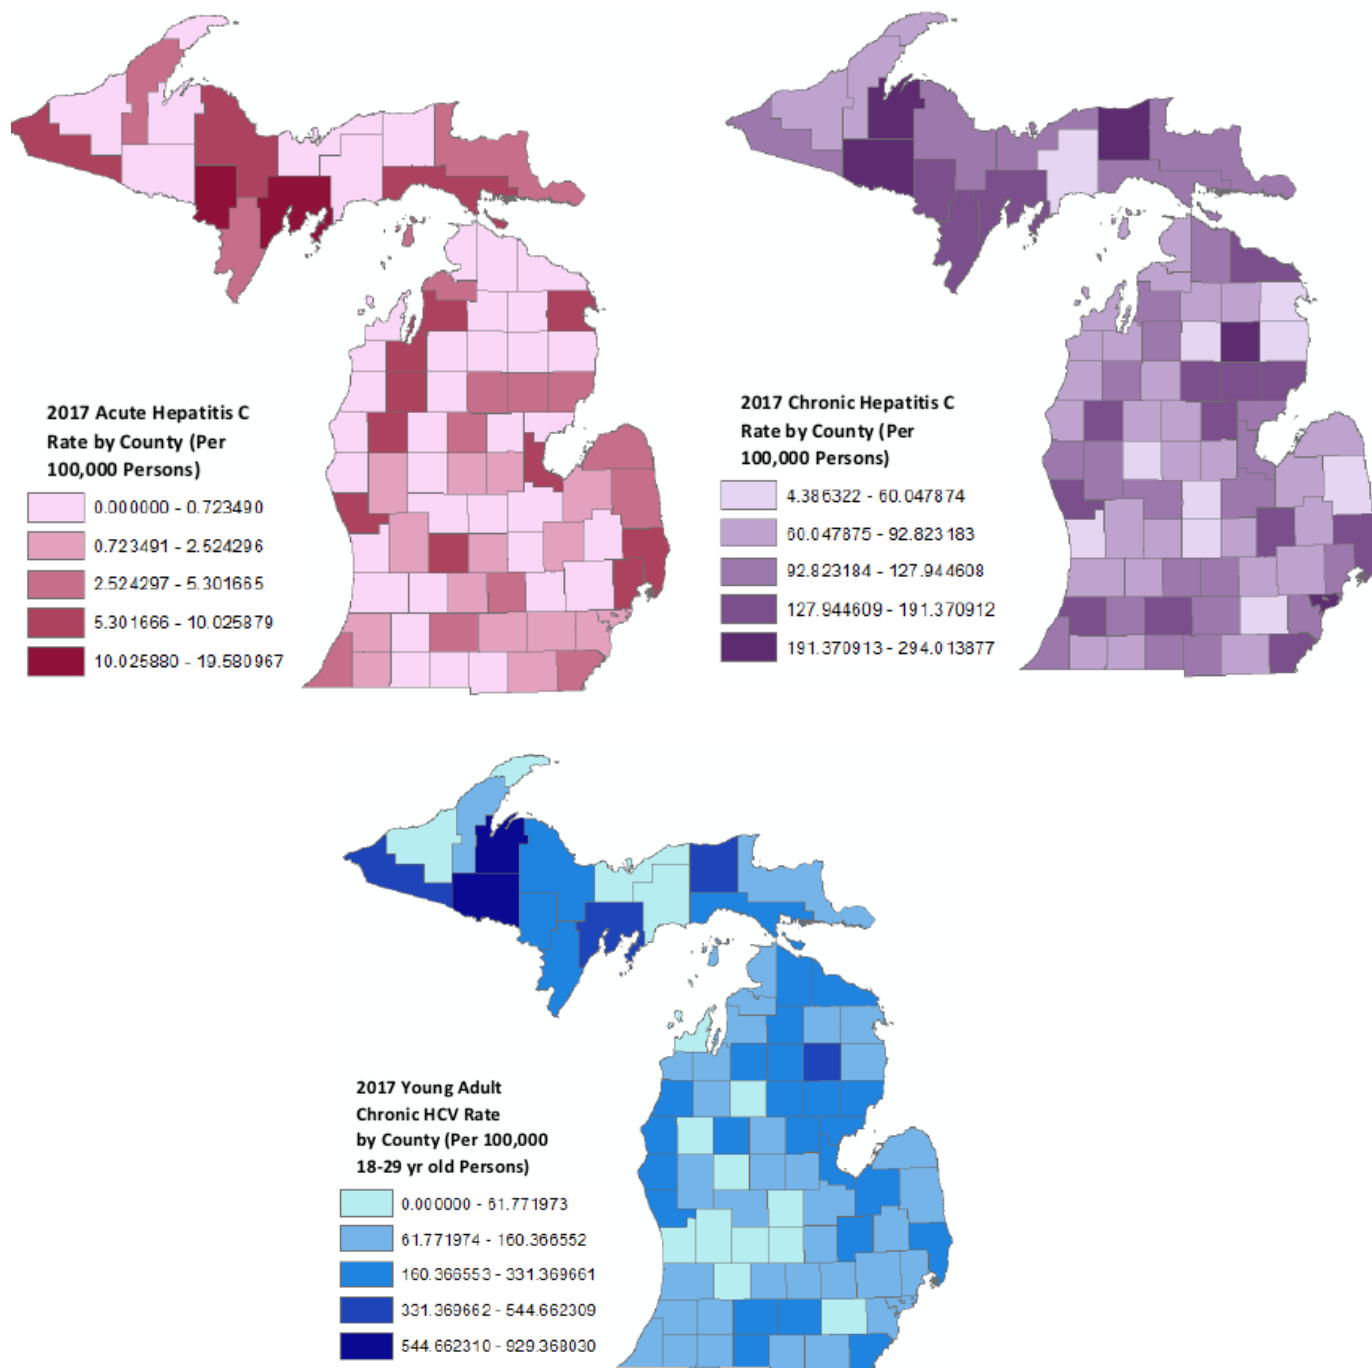 2017 Acute Hepatitis C
Rate by County (Per
100,000 Persons)
0.000000 - 0.723490
0.723491 - 2.524296
2.524297 - 5.301665
5.301666 - 10.025879
10.025880 - 19.580967
2017 Chronic Hepatitis C
Rate by County (Per
100,000 Persons)
4.386322 - 60.047874
60.047875 - 92.823183
92.823184 - 127.944608
127.944609 - 191.370912
191.370913 - 294.013877
2017 Young Adult
Chronic HCV Rate
by County (Per 100,000
18-29 yr old Persons)
0.000000 - 61.771973
61.771974 - 160.366552
160.366553 - 331.369661
331.369662 - 544.662309
544.662310 - 929.368030